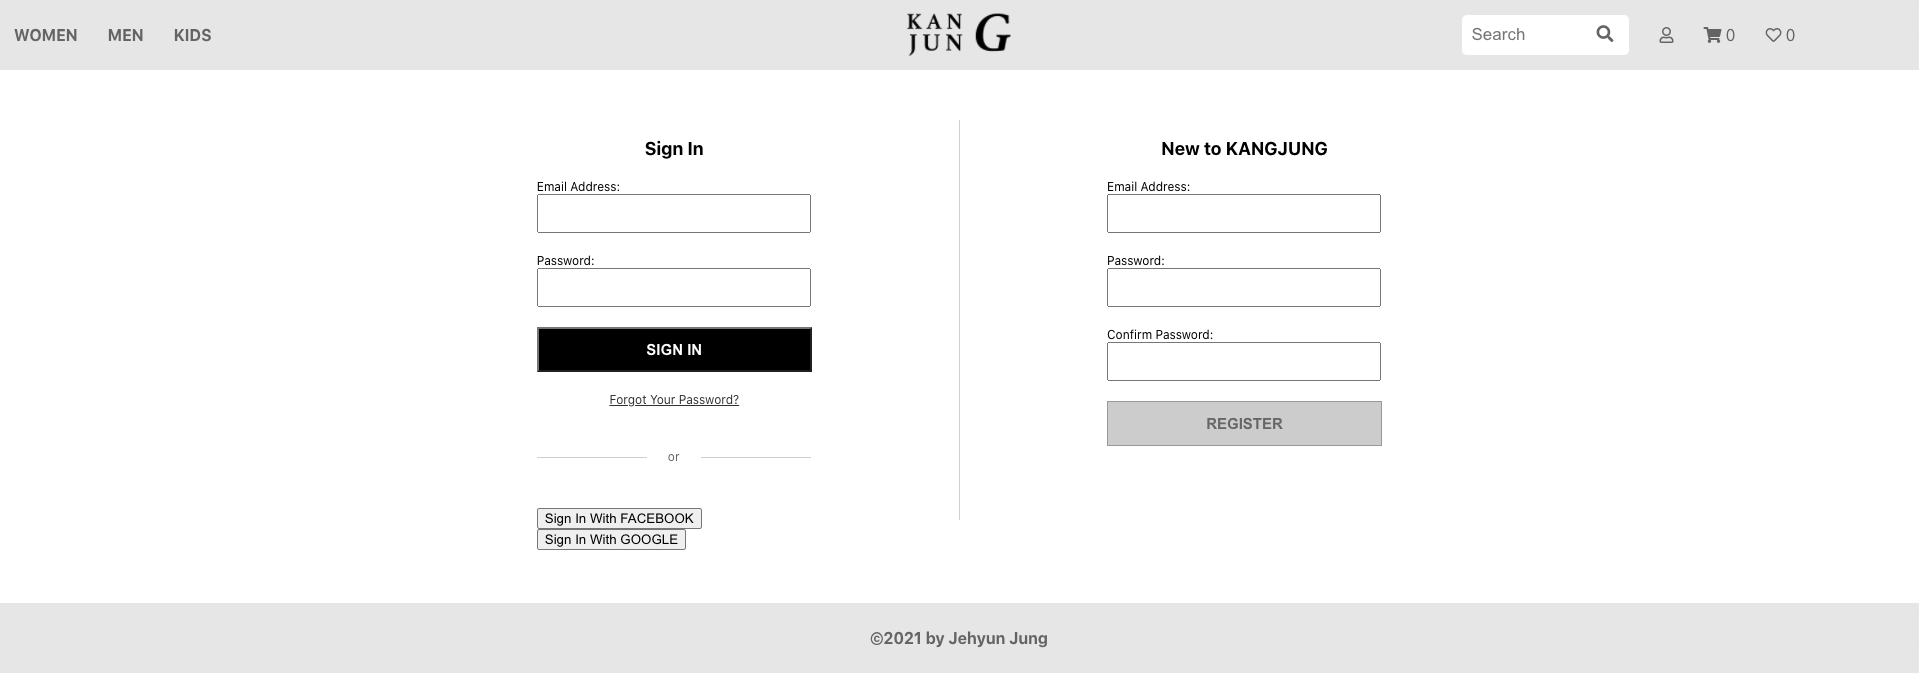 WOMEN MEN KIDS
KAN G
JUN
Search
0
0
Sign In
Email Address:
Password:
SIGN IN
Forgot Your Password?
or
Sign In With FACEBOOK
Sign In With GOOGLE
New to KANGJUNG
Email Address:
Password:
Confirm Password:
REGISTER
©2021 by Jehyun Jung